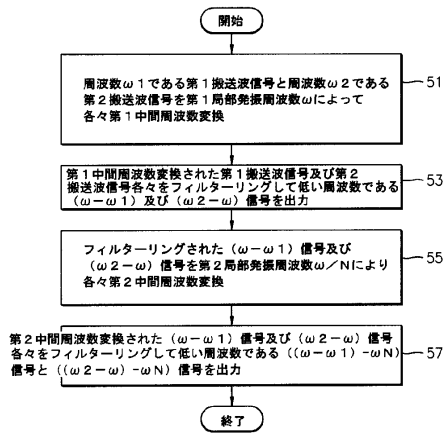 開始
周波数ω1である第1搬送波信号と周波数ω2である
第2搬送波信号を第1局部発振周波数ωによって
各々第1中間周波数変換
51
第1中間周波数変換された第1搬送波信号及び第2
搬送波信号各々をフィルターリングして低い周波数である
(ω-ω1)及び(ω2-ω)信号を出力
53
フィルターリングされた(ω-ω1)信号及び
(ω2-ω)信号を第2局部発振周波数ω/Nにより
各々第2中間周波数変換
55
第2中間周波数変換された(ω-ω1)信号及び(ω2-ω)信号
各々をフィルターリングして低い周波数である((ω-ω1)-ωN)
信号と((ω2-ω)-ωN)信号を出力
57
終了